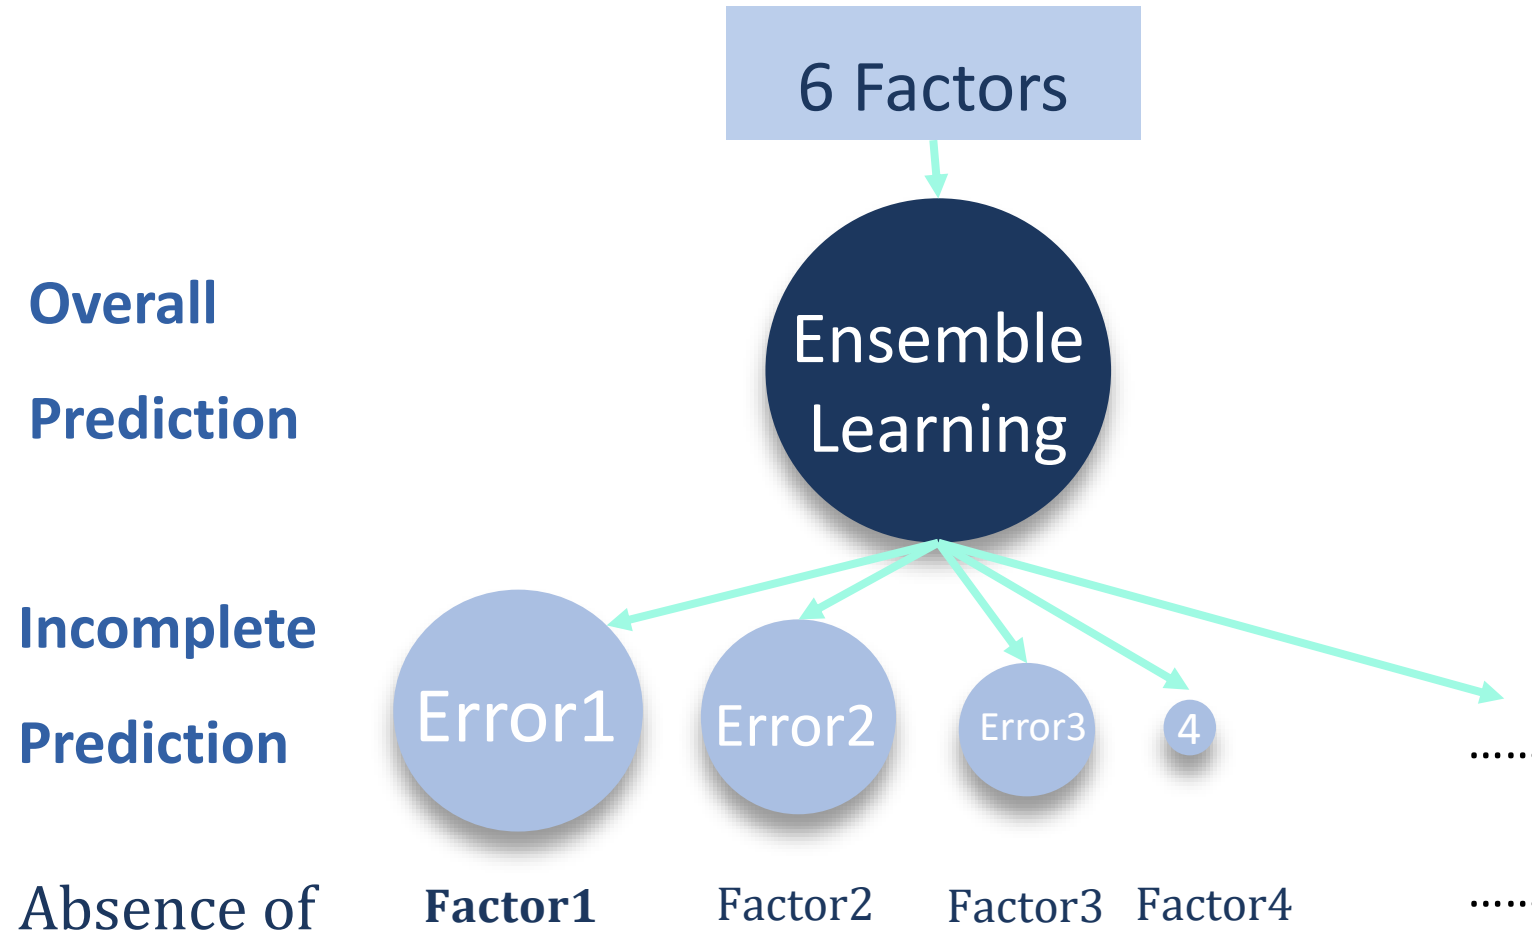 6 Factors
Overall
Prediction
Ensemble
Learning
Incomplete
Prediction
Error1
Error2
Error3
4
......
Absence of
Factor1
Factor2
Factor3
Factor4
......